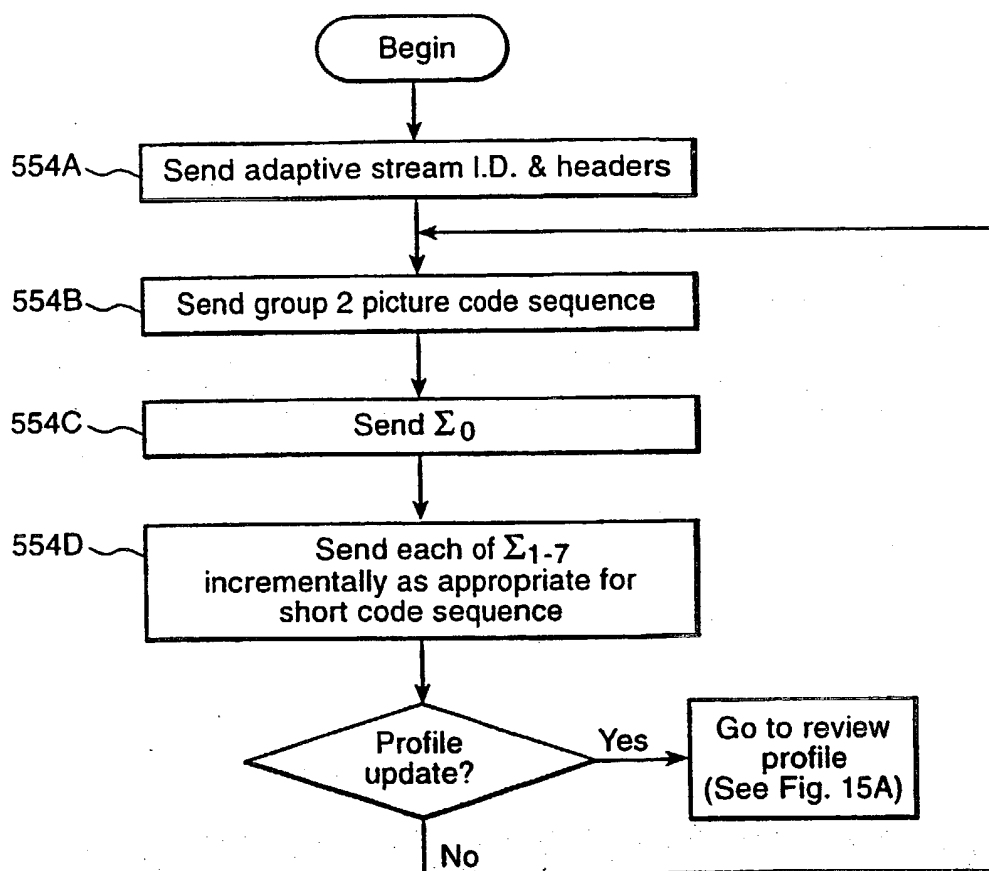 Begin
554A
Send adaptive stream I.D. & headers
554B
Send group 2 picture code sequence
554C
Send Σ0
554D
Send each of Σ1-7
incrementally as appropriate for
short code sequence
Profile
update?
Yes
Go to review
profile
(See Fig. 15A)
No